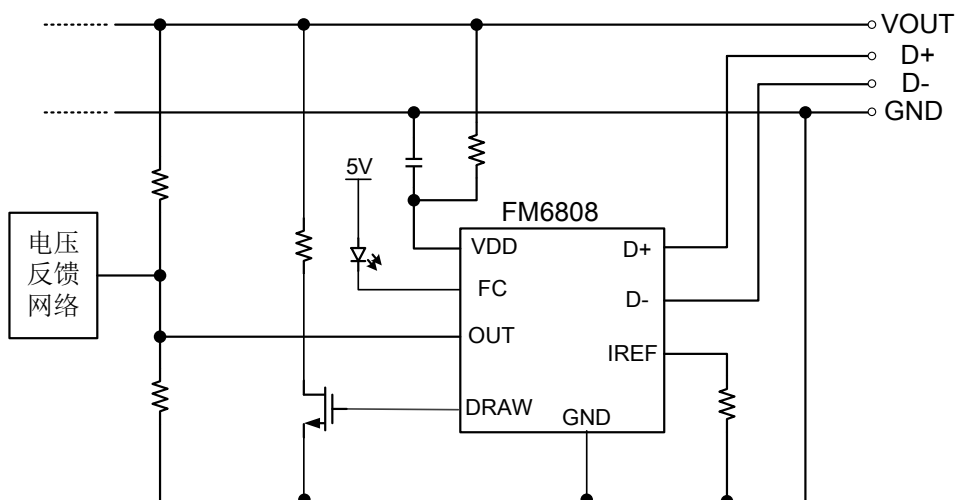 VOUT
D+
D-
GND
5V
FM6808
电压
反馈
网络
VDD
D+
FC
D-
OUT
IREF
DRAW
GND